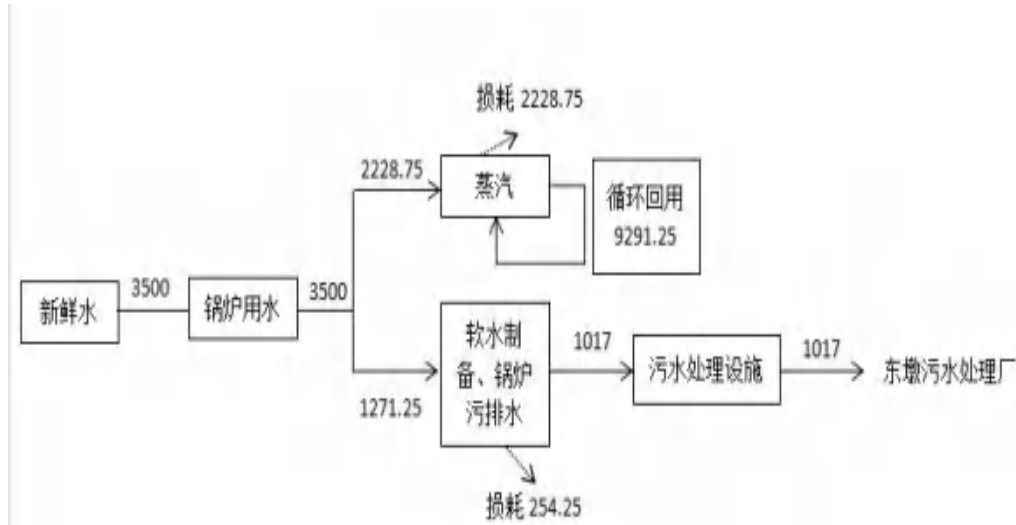 损耗 2228.75
2228.75
蒸汽
循环回用
9291.25
新鲜水
3500
锅炉用水
3500
软水制
备、锅炉
污排水
1017
污水处理设施
1017
东墩污水处理厂
1271.25
损耗 254.25